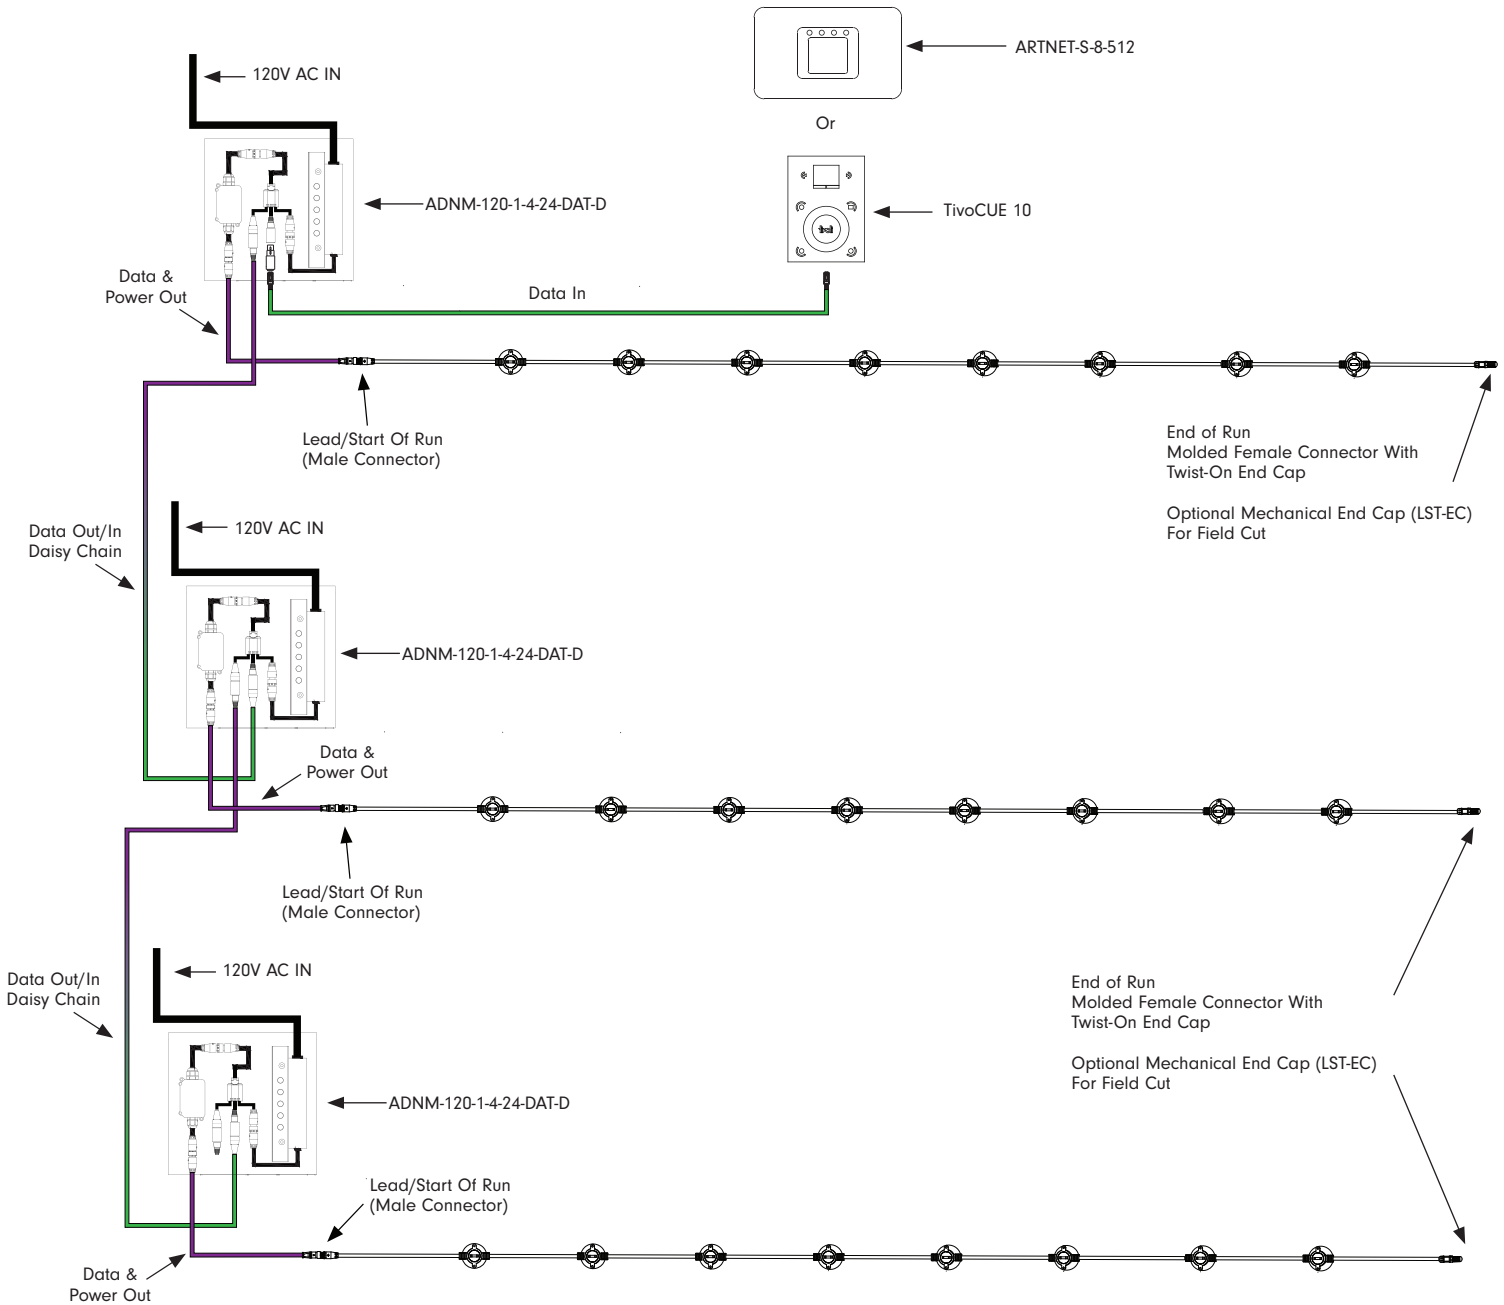 ARTNET-S-8-512
120V AC IN
Or
ADNM-120-1-4-24-DAT-D
TivoCUE 10
Data &
Power Out
Data In
Lead/Start Of Run
(Male Connector)
End of Run
Molded Female Connector With
Twist-On End Cap
Optional Mechanical End Cap (LST-EC)
For Field Cut
Data Out/In
Daisy Chain
120V AC IN
ADNM-120-1-4-24-DAT-D
Data &
Power Out
Lead/Start Of Run
(Male Connector)
120V AC IN
Data Out/In
Daisy Chain
End of Run
Molded Female Connector With
Twist-On End Cap
Optional Mechanical End Cap (LST-EC)
For Field Cut
ADNM-120-1-4-24-DAT-D
Lead/Start Of Run
(Male Connector)
Data &
Power Out